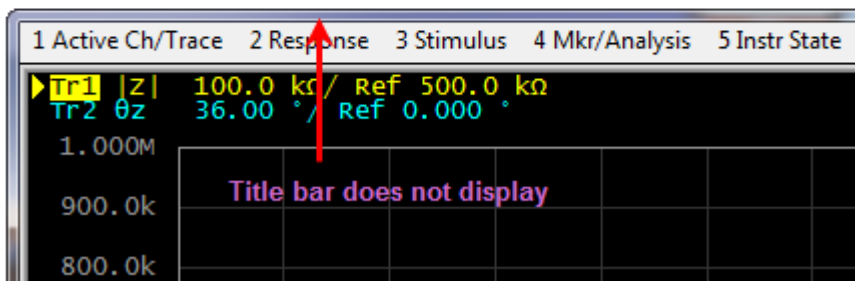 1 Active Ch/Trace 2 Response 3 Stimulus 4 Mkr/Analysis 5 Instr State
Tr1 |Z| 100.0 kΩ/ Ref 500.0 kΩ
Tr2 θz 36.00 °/ Ref 0.000 °
1.000M
Title bar does not display
900.0k
800.0k